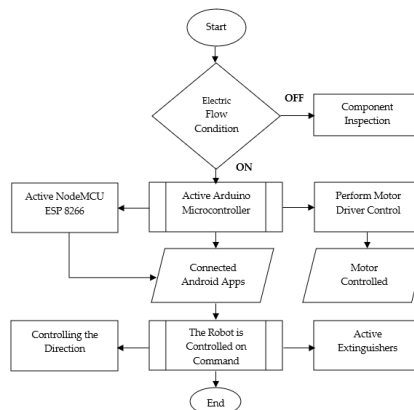 Start
Electric
Flow
Condition
OFF
Component
Inspection
ON
Active NodeMCU
ESP 8266
Active Arduino
Microcontroller
Perform Motor
Driver Control
Connected
Android Apps
Motor
Controlled
Controlling the
Direction
The Robot is
Controlled on
Command
Active
Extinguishers
End